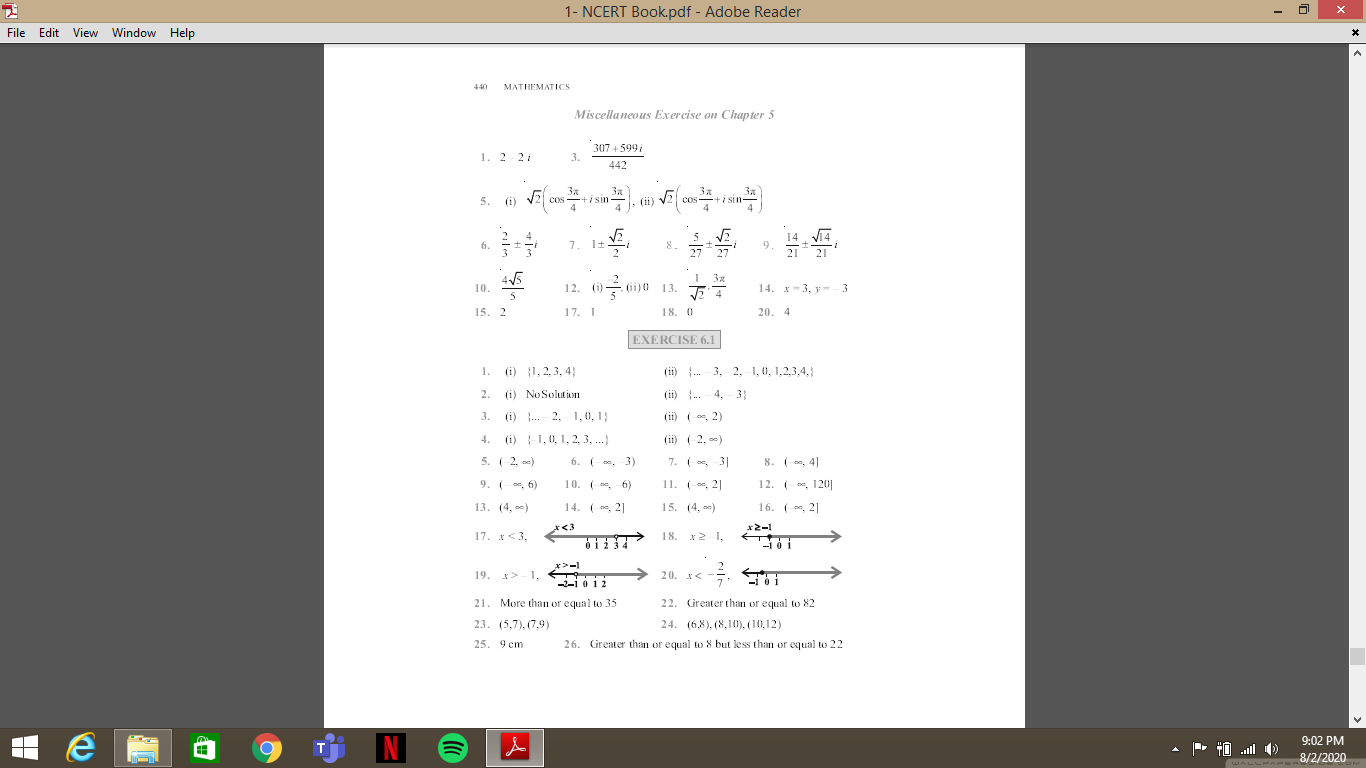 1- NCERT Book.pdf - Adobe Reader
File Edit View Window Help
440 MATHEMATICS
Miscellaneous Exercise on Chapter 5
1. 2 – 2 i 3. 307 + 599i / 442
5. (i) √2 (cos 3π/4 + i sin 3π/4), (ii) √2 (cos 3π/4 + i sin 3π/4)
6. 2/3 ± 4/3 i 7. 1 ± √2/2 i 8. 5/27 ± √2/27 i 9. 14/21 ± √14/21 i
10. 4√5/5 12. (i) –2/5, (ii) 0 13. 1/√2, 3π/4 14. x = 3, y = – 3
15. 2 17. 1 18. 0 20. 4
EXERCISE 6.1
1. (i) {1, 2, 3, 4} (ii) {... – 3, – 2, –1, 0, 1,2,3,4,}
2. (i) No Solution (ii) {... – 4, – 3}
3. (i) {... – 2, – 1, 0, 1} (ii) (–∞, 2)
4. (i) {–1, 0, 1, 2, 3, ...} (ii) (–2, ∞)
5. (–2, ∞) 6. (– ∞, –3) 7. (– ∞, –3] 8. (– ∞, 4]
9. (– ∞, 6) 10. (–∞, –6) 11. (–∞, 2] 12. (– ∞, 120]
13. (4, ∞) 14. (–∞, 2] 15. (4, ∞) 16. (–∞, 2]
17. x < 3, x < 3 0 1 2 3 4 18. x ≥ –1, x ≥ –1 –1 0 1
19. x > – 1, x > –1 –2 –1 0 1 2 20. x < – 2/7, –1 0 1
21. More than or equal to 35 22. Greater than or equal to 82
23. (5,7), (7,9) 24. (6,8), (8,10), (10,12)
25. 9 cm 26. Greater than or equal to 8 but less than or equal to 22
9:02 PM
8/2/2020